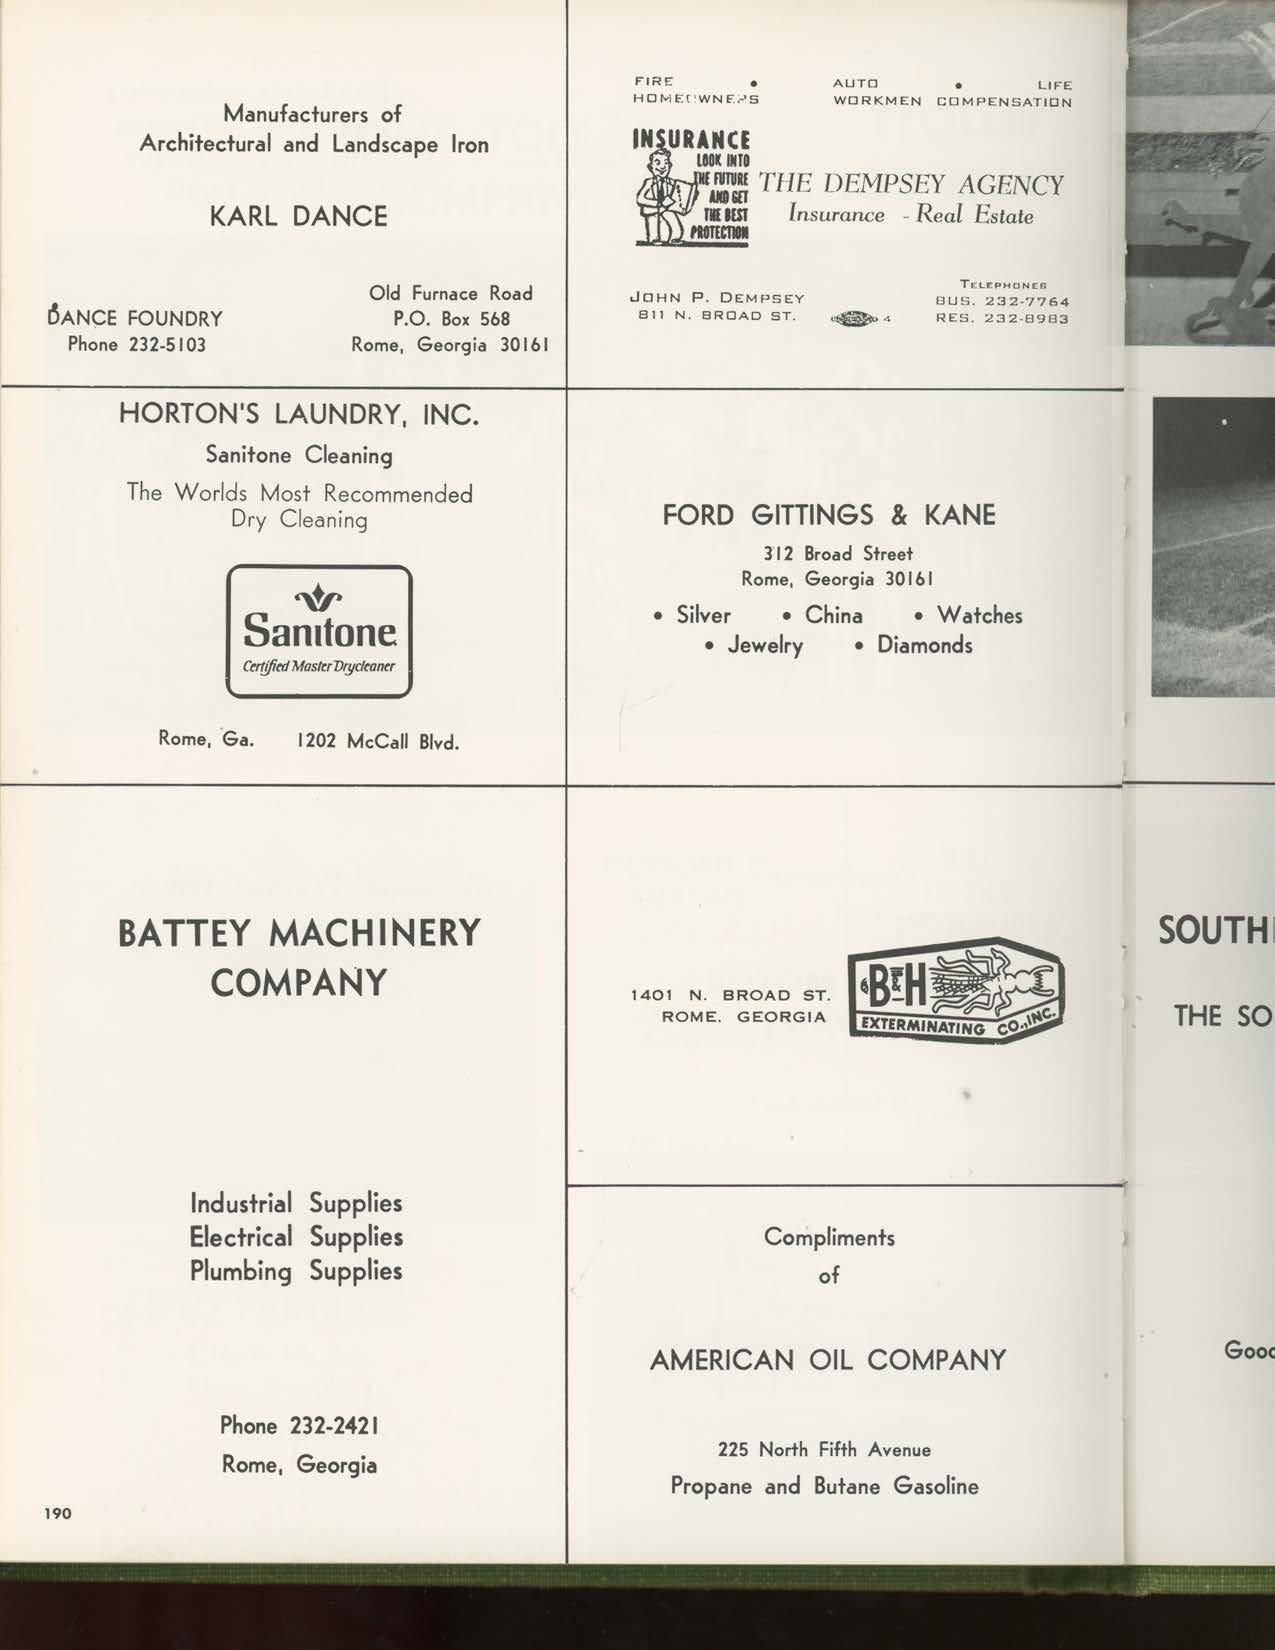 Manufacturers of
Architectural and Landscape Iron
KARL DANCE
DANCE FOUNDRY
Phone 232-5103
Old Furnace Road
P.O. Box 568
Rome, Georgia 30161
FIRE • AUTO • LIFE
HOMEOWNERS WORKMEN COMPENSATION
INSURANCE
LOOK INTO
THE FUTURE
AND GET
THE BEST
PROTECTION
THE DEMPSEY AGENCY
Insurance - Real Estate
JOHN P. DEMPSEY
811 N. BROAD ST.
4
TELEPHONES
BUS. 232-7764
RES. 232-8983
HORTON'S LAUNDRY, INC.
Sanitone Cleaning
The Worlds Most Recommended
Dry Cleaning
Sanitone
Certified Master Drycleaner
Rome, Ga. 1202 McCall Blvd.
FORD GITTINGS & KANE
312 Broad Street
Rome, Georgia 30161
• Silver • China • Watches
• Jewelry • Diamonds
BATTEY MACHINERY
COMPANY
Industrial Supplies
Electrical Supplies
Plumbing Supplies
Phone 232-2421
Rome, Georgia
1401 N. BROAD ST.
ROME, GEORGIA
B & H
EXTERMINATING CO., INC.
Compliments
of
AMERICAN OIL COMPANY
225 North Fifth Avenue
Propane and Butane Gasoline
190
SOUTH
THE SO